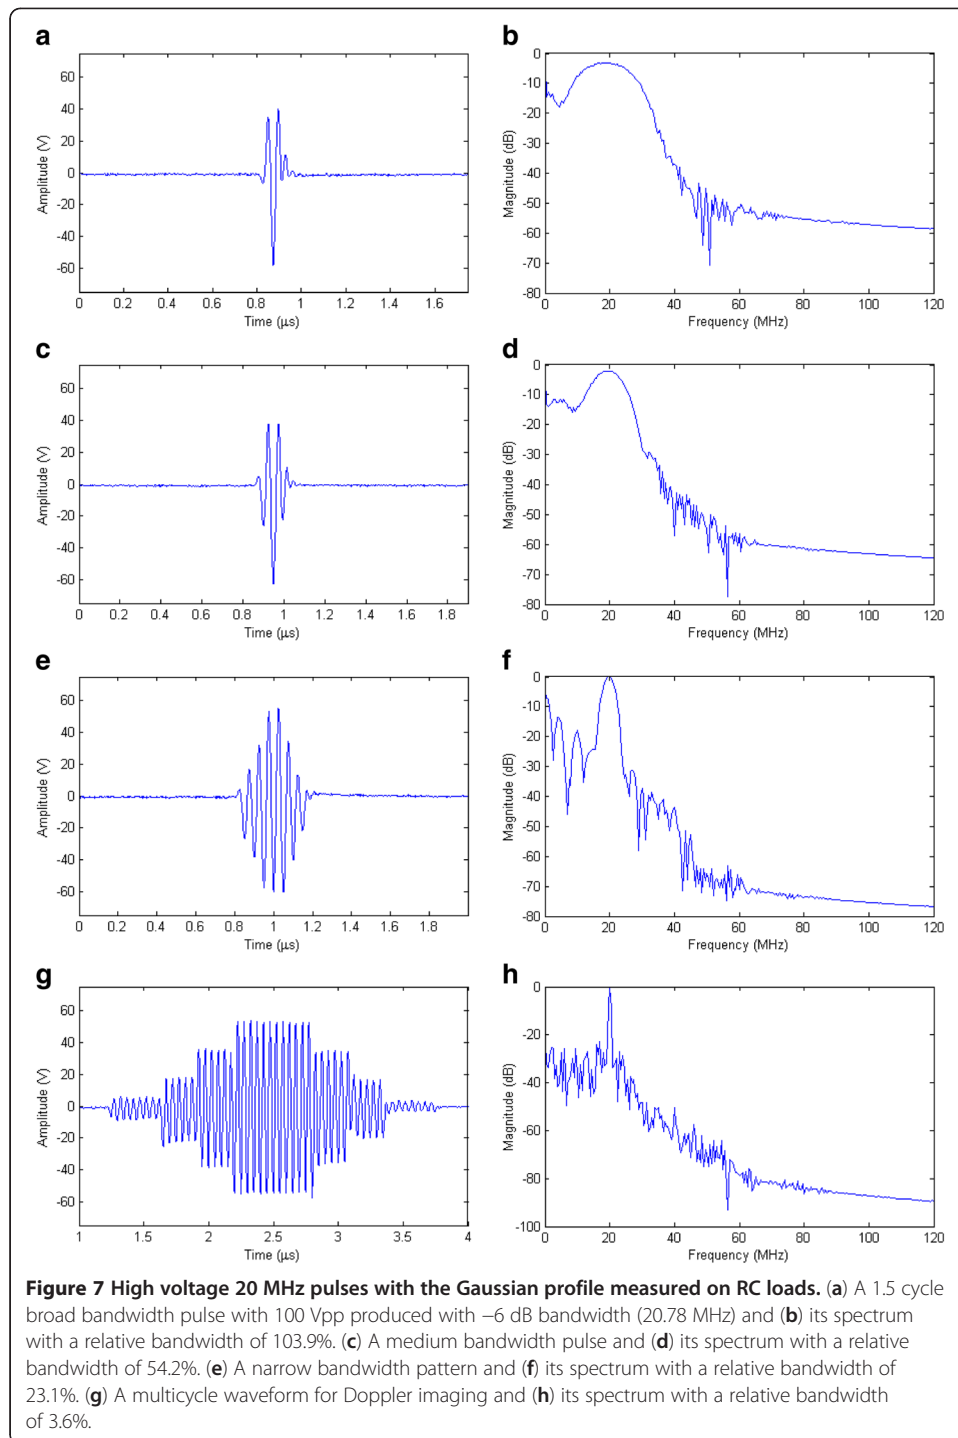 a
60
40
20
0
-20
-40
-60
Amplitude (V)
0 0.2 0.4 0.6 0.8 1 1.2 1.4 1.6
Time (μs)
b
0
-10
-20
-30
-40
-50
-60
-70
-80
Magnitude (dB)
0 20 40 60 80 100 120
Frequency (MHz)
c
60
40
20
0
-20
-40
-60
Amplitude (V)
0 0.2 0.4 0.6 0.8 1 1.2 1.4 1.6 1.8
Time (μs)
d
0
-10
-20
-30
-40
-50
-60
-70
-80
Magnitude (dB)
0 20 40 60 80 100 120
Frequency (MHz)
e
60
40
20
0
-20
-40
-60
Amplitude (V)
0 0.2 0.4 0.6 0.8 1 1.2 1.4 1.6 1.8
Time (μs)
f
0
-10
-20
-30
-40
-50
-60
-70
-80
Magnitude (dB)
0 20 40 60 80 100 120
Frequency (MHz)
g
60
40
20
0
-20
-40
-60
Amplitude (V)
1 1.5 2 2.5 3 3.5 4
Time (μs)
h
0
-20
-40
-60
-80
-100
Magnitude (dB)
0 20 40 60 80 100 120
Frequency (MHz)
Figure 7 High voltage 20 MHz pulses with the Gaussian profile measured on RC loads. (a) A 1.5 cycle
broad bandwidth pulse with 100 Vpp produced with −6 dB bandwidth (20.78 MHz) and (b) its spectrum
with a relative bandwidth of 103.9%. (c) A medium bandwidth pulse and (d) its spectrum with a relative
bandwidth of 54.2%. (e) A narrow bandwidth pattern and (f) its spectrum with a relative bandwidth of
23.1%. (g) A multicycle waveform for Doppler imaging and (h) its spectrum with a relative bandwidth
of 3.6%.